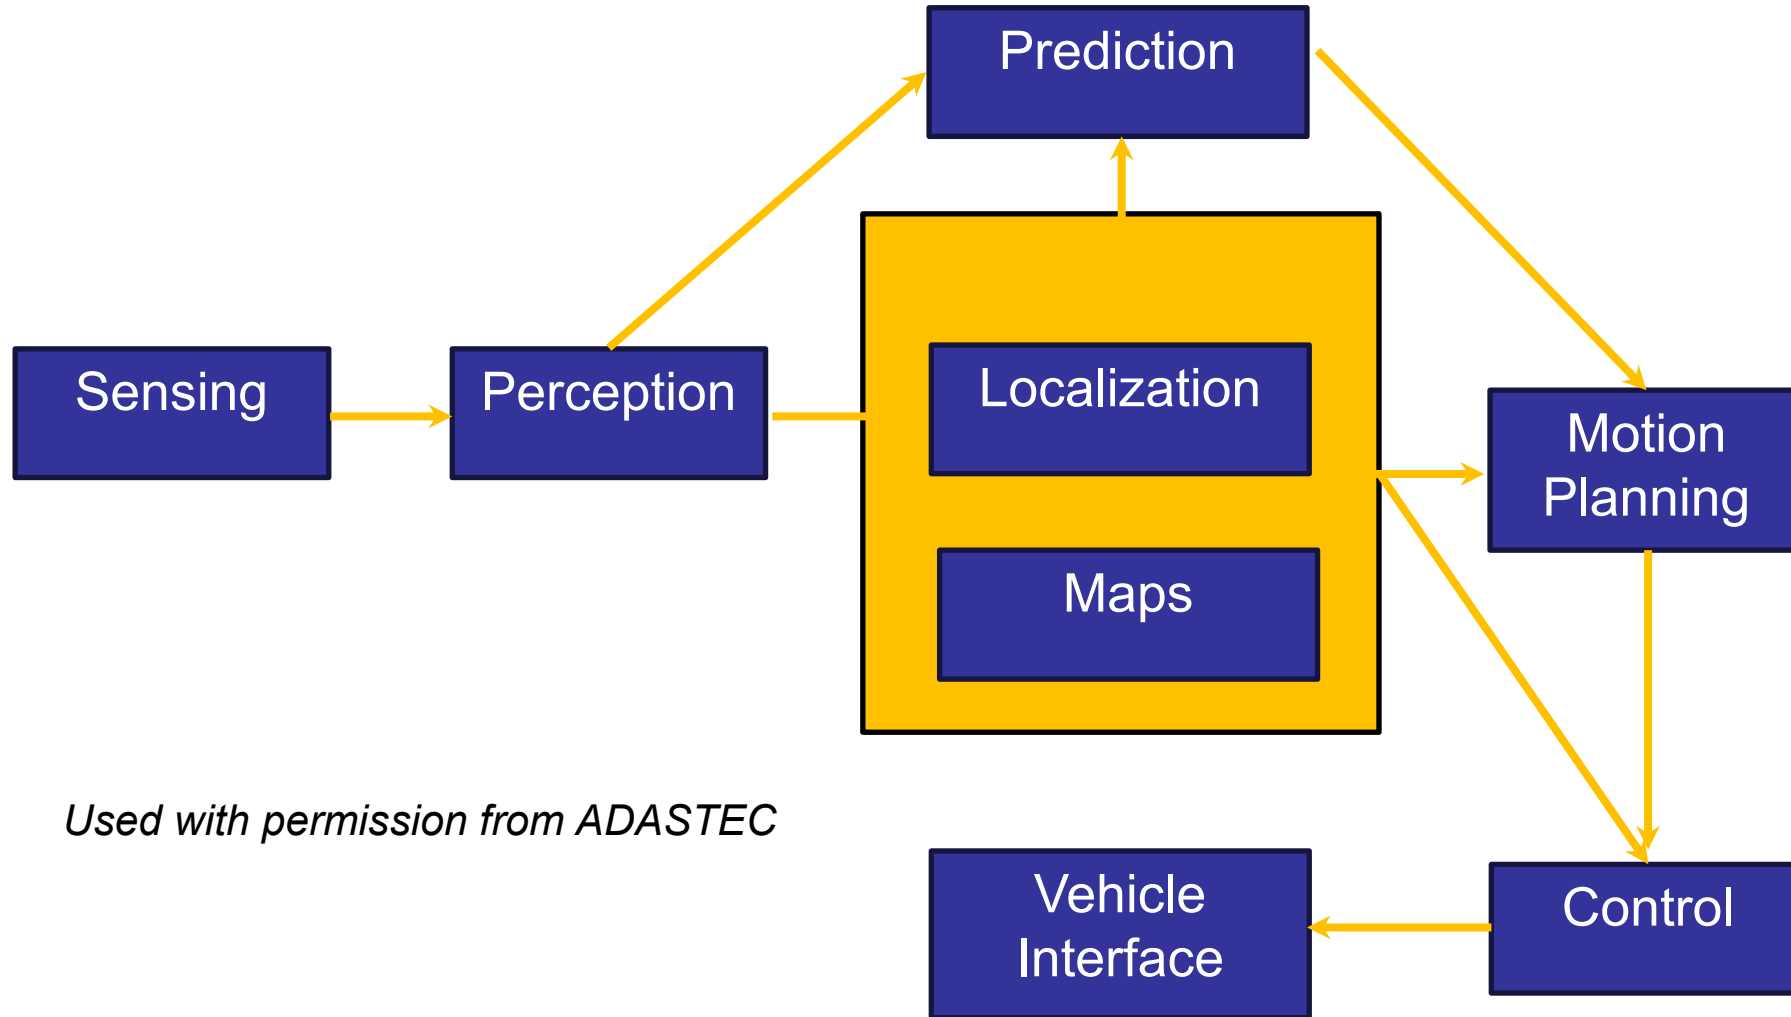 Prediction
Sensing
Perception
Localization
Maps
Motion
Planning
Used with permission from ADASTEC
Vehicle
Interface
Control